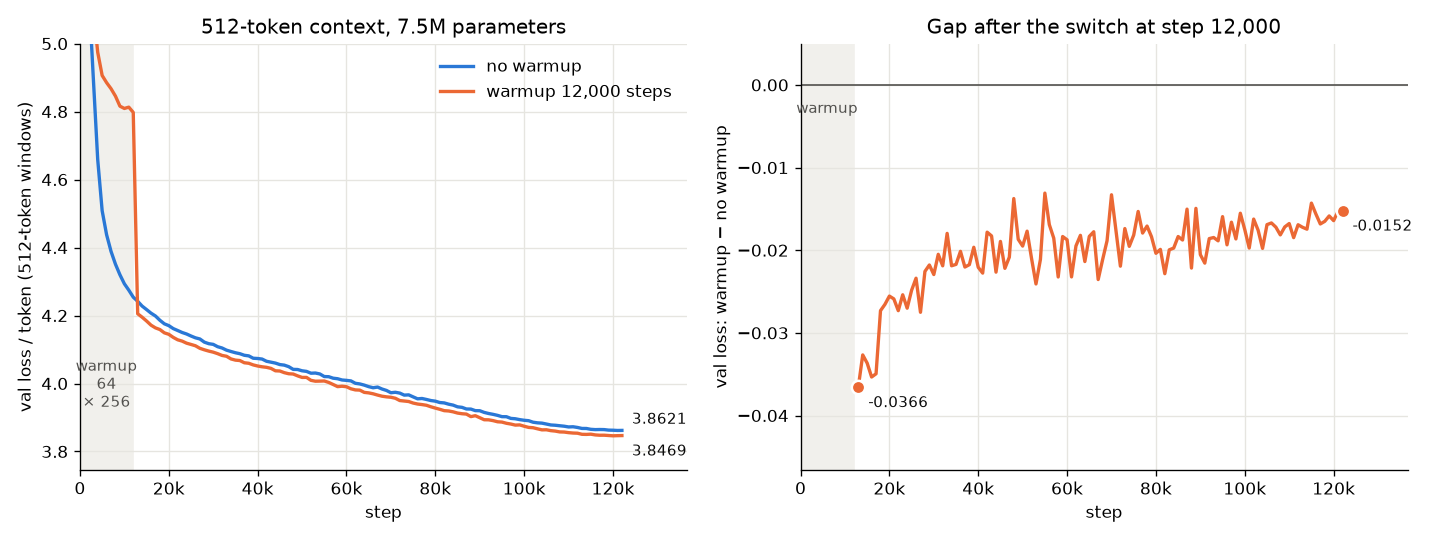 512-token context, 7.5M parameters
val loss / token (512-token windows)
5.0
4.8
4.6
4.4
4.2
4.0
3.8
no warmup
warmup 12,000 steps
warmup
64
× 256
3.8621
3.8469
0
20k
40k
60k
80k
100k
120k
step
Gap after the switch at step 12,000
val loss: warmup − no warmup
0.00
−0.01
−0.02
−0.03
−0.04
warmup
-0.0366
-0.0152
0
20k
40k
60k
80k
100k
120k
step